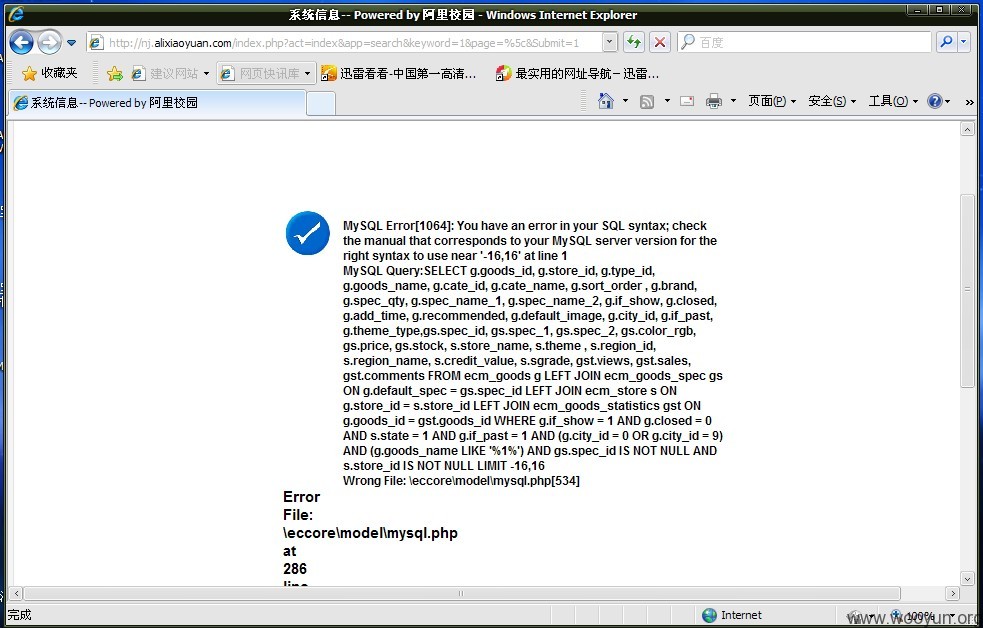 系统信息-- Powered by 阿里校园 - Windows Internet Explorer
http://nj.alixiaoyuan.com/index.php?act=index&app=search&keyword=1&page=%5c&Submit=1
百度
收藏夹 建议网站 网页快讯库 迅雷看看-中国第一高清... 最实用的网址导航－迅雷...
系统信息-- Powered by 阿里校园 页面(P) 安全(S) 工具(O) »
MySQL Error[1064]: You have an error in your SQL syntax; check
the manual that corresponds to your MySQL server version for the
right syntax to use near '-16,16' at line 1
MySQL Query:SELECT g.goods_id, g.store_id, g.type_id,
g.goods_name, g.cate_id, g.cate_name, g.sort_order , g.brand,
g.spec_qty, g.spec_name_1, g.spec_name_2, g.if_show, g.closed,
g.add_time, g.recommended, g.default_image, g.city_id, g.if_past,
g.theme_type,gs.spec_id, gs.spec_1, gs.spec_2, gs.color_rgb,
gs.price, gs.stock, s.store_name, s.theme , s.region_id,
s.region_name, s.credit_value, s.sgrade, gst.views, gst.sales,
gst.comments FROM ecm_goods g LEFT JOIN ecm_goods_spec gs
ON g.default_spec = gs.spec_id LEFT JOIN ecm_store s ON
g.store_id = s.store_id LEFT JOIN ecm_goods_statistics gst ON
g.goods_id = gst.goods_id WHERE g.if_show = 1 AND g.closed = 0
AND s.state = 1 AND g.if_past = 1 AND (g.city_id = 0 OR g.city_id = 9)
AND (g.goods_name LIKE '%1%') AND gs.spec_id IS NOT NULL AND
s.store_id IS NOT NULL LIMIT -16,16
Wrong File: \eccore\model\mysql.php[534]
Error
File:
\eccore\model\mysql.php
at
286
line
完成 Internet 100%
www.wooyun.org